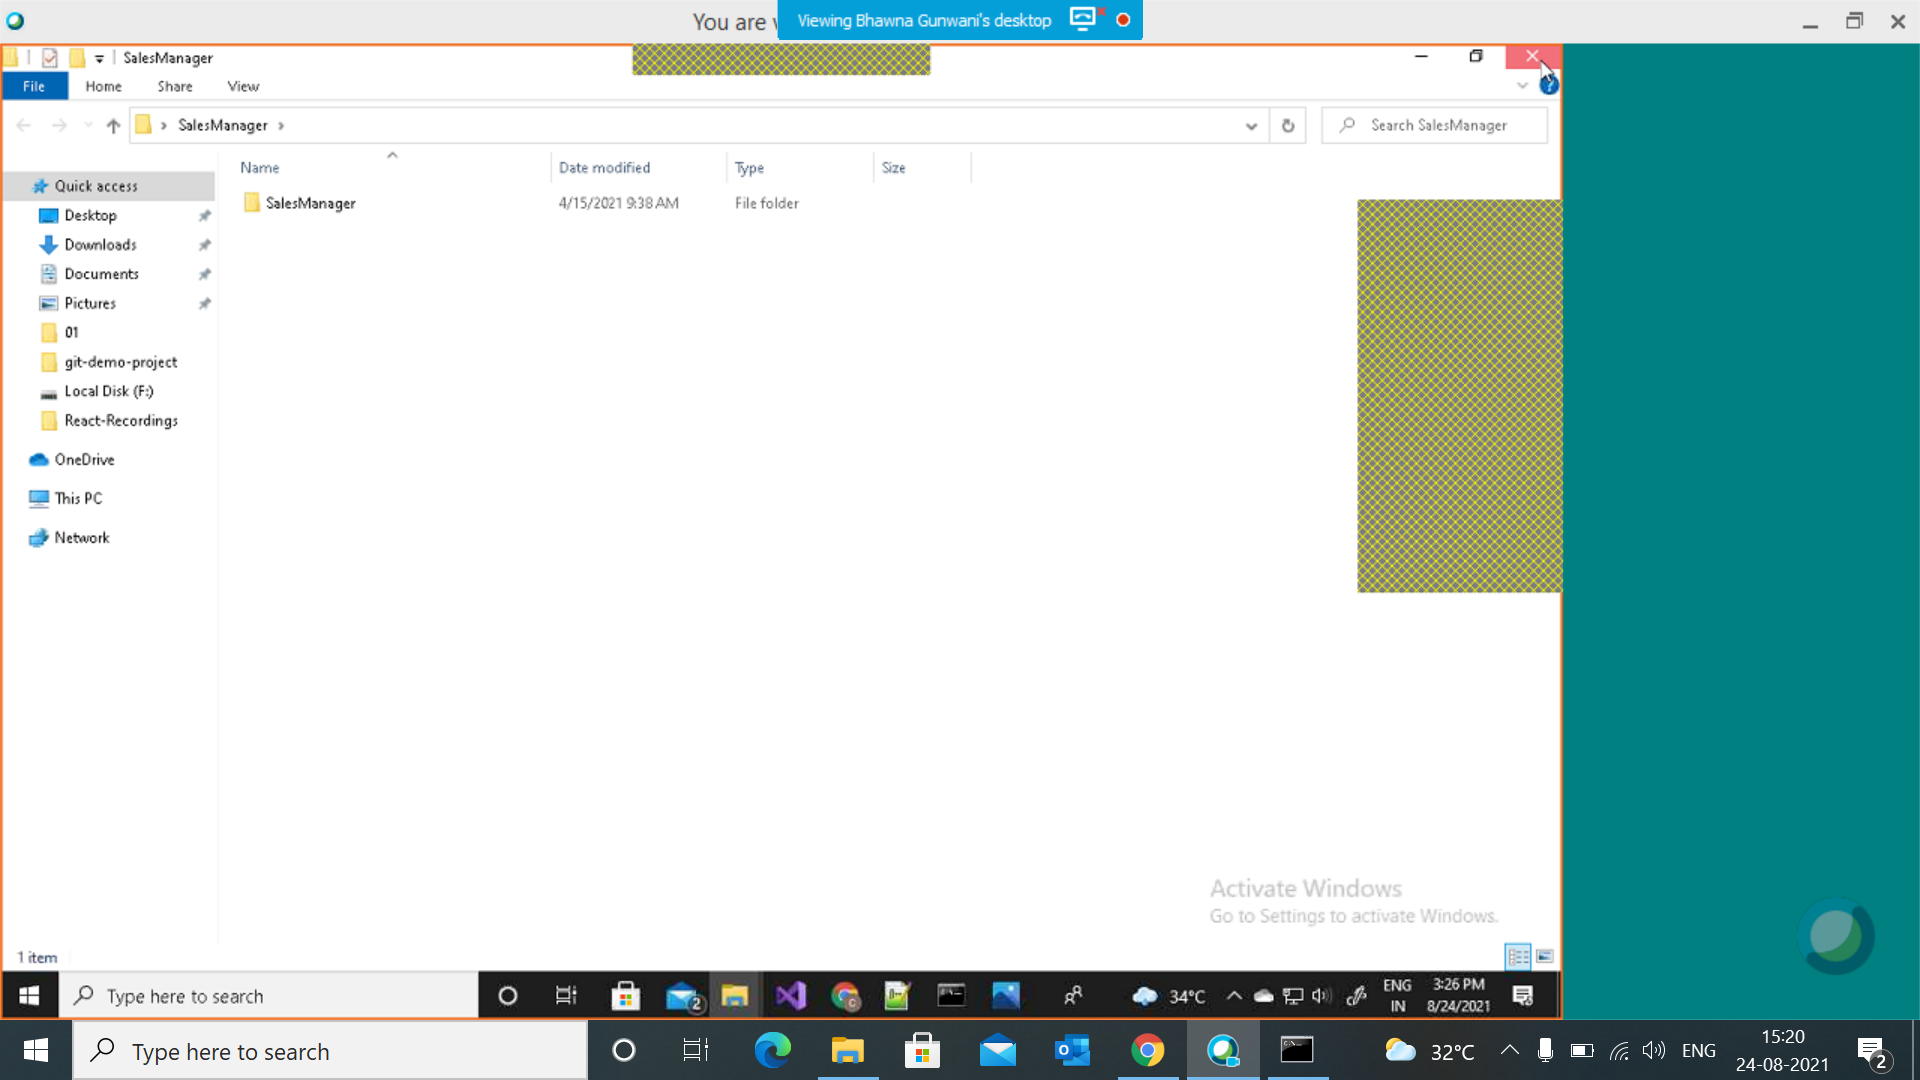 You are v
Viewing Bhawna Gunwani's desktop
SalesManager
File Home Share View
SalesManager
Search SalesManager
Name Date modified Type Size
SalesManager 4/15/2021 9:38 AM File folder
Quick access
Desktop
Downloads
Documents
Pictures
01
git-demo-project
Local Disk (F:)
React-Recordings
OneDrive
This PC
Network
Activate Windows
Go to Settings to activate Windows.
1 item
Type here to search
2
34°C
ENG
IN
3:26 PM
8/24/2021
Type here to search
32°C
ENG
15:20
24-08-2021
2